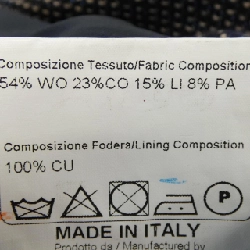 Composizione Tessuto/Fabric Composition
54% WO 23%CO 15% LI 8% PA
Composizione Fodera/Lining Composition
100% CU
P
MADE IN ITALY
Prodotto da / Manufactured by